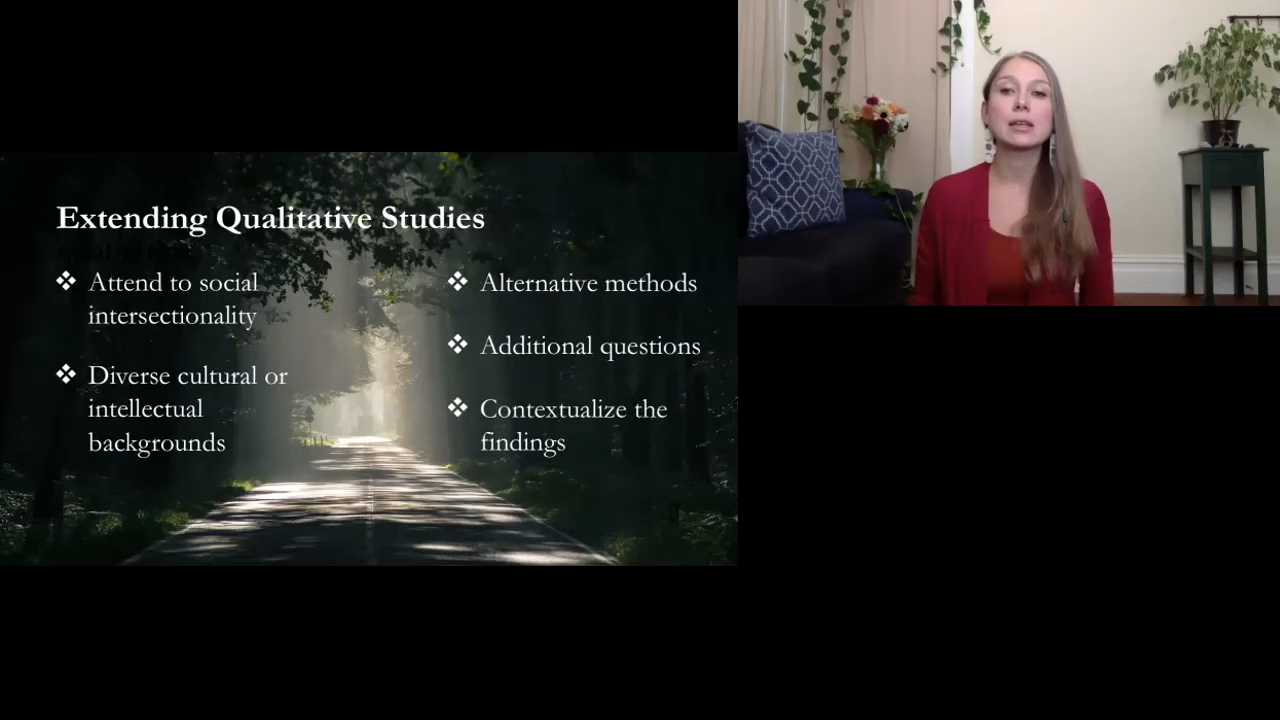 Extending Qualitative Studies
❖ Attend to social
intersectionality
❖ Diverse cultural or
intellectual
backgrounds
❖ Alternative methods
❖ Additional questions
❖ Contextualize the
findings